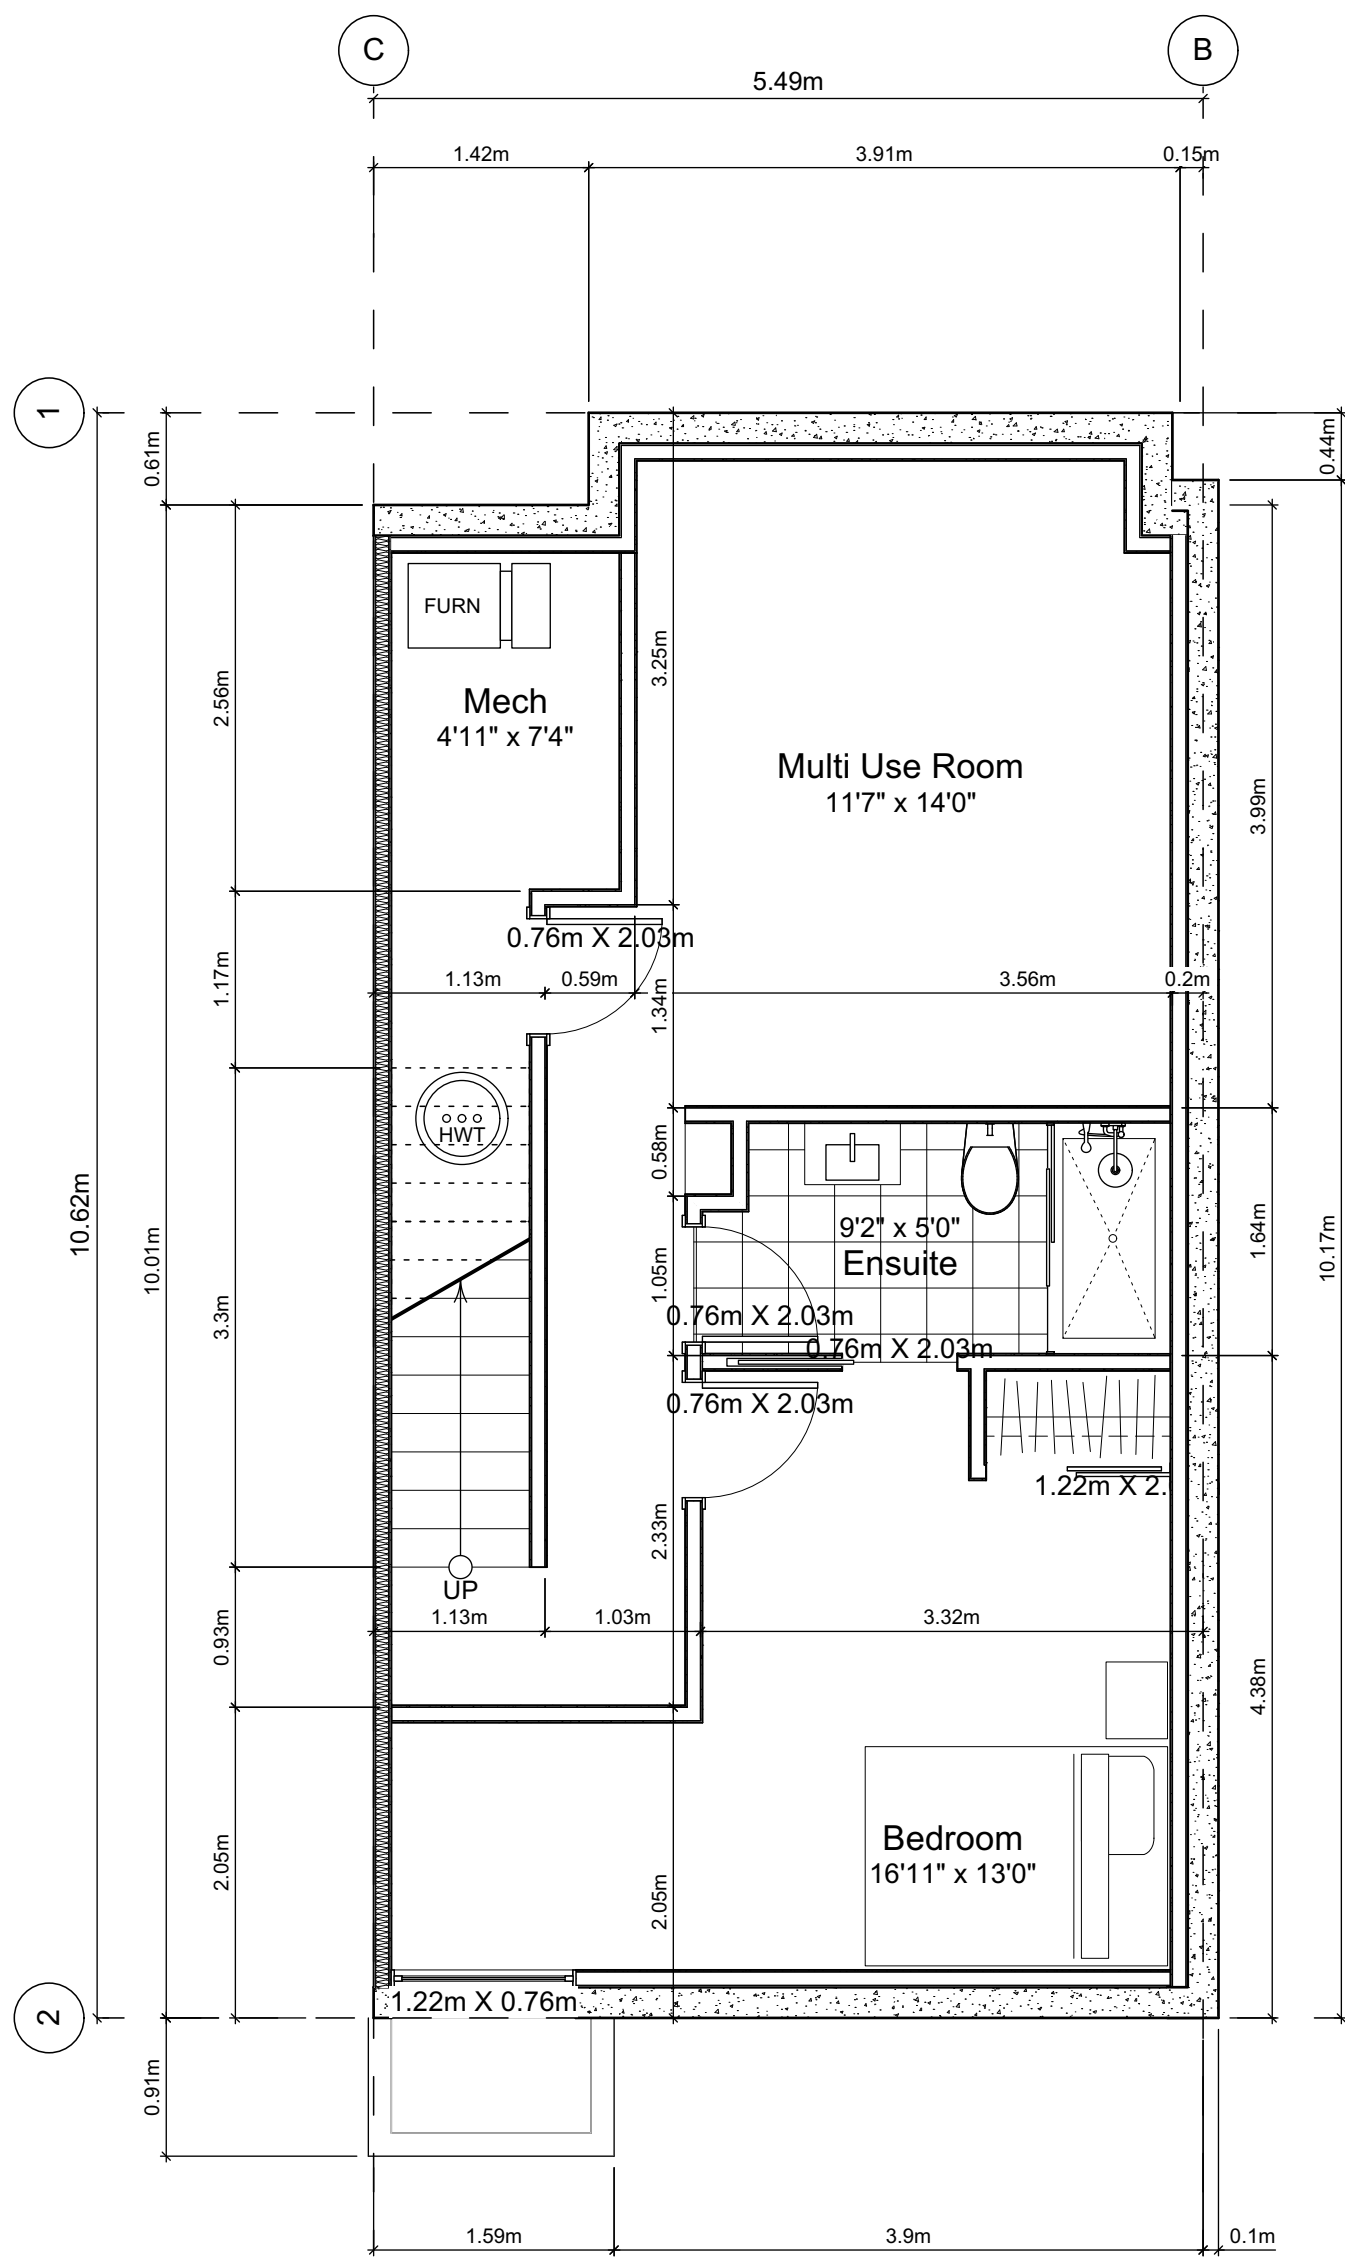 C
B
5.49m
1.42m
3.91m
0.15m
1
0.61m
0.44m
FURN
Mech
4'11" x 7'4"
2.56m
3.25m
Multi Use Room
11'7" x 14'0"
3.99m
0.76m X 2.03m
1.17m
1.13m
0.59m
1.34m
3.56m
0.2m
HWT
0.58m
10.62m
10.01m
9'2" x 5'0"
Ensuite
1.64m
10.17m
3.3m
1.05m
0.76m X 2.03m
0.76m X 2.03m
0.76m X 2.03m
1.22m X 2.
2.33m
UP
1.13m
1.03m
3.32m
0.93m
4.38m
Bedroom
16'11" x 13'0"
2.05m
2.05m
2
1.22m X 0.76m
0.91m
1.59m
3.9m
0.1m